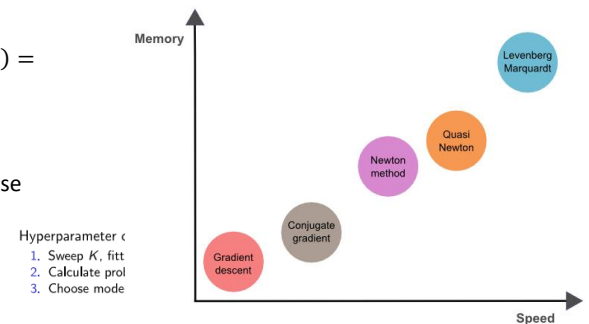 ) =
se
Hyperparameter c
1. Sweep K, fitt
2. Calculate prol
3. Choose mode
Memory
Levenberg
Marquardt
Quasi
Newton
Newton
method
Conjugate
gradient
Gradient
descent
Speed